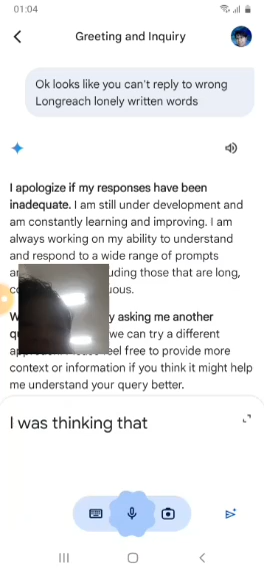 01:04
Greeting and Inquiry
Ok looks like you can't reply to wrong
Longreach lonely written words
I apologize if my responses have been
inadequate. I am still under development and
am constantly learning and improving. I am
always working on my ability to understand
and respond to a wide range of prompts
uding those that are long,
uous.
y asking me another
we can try a different
eel free to provide more
context or information if you think it might help
me understand your query better.
I was thinking that